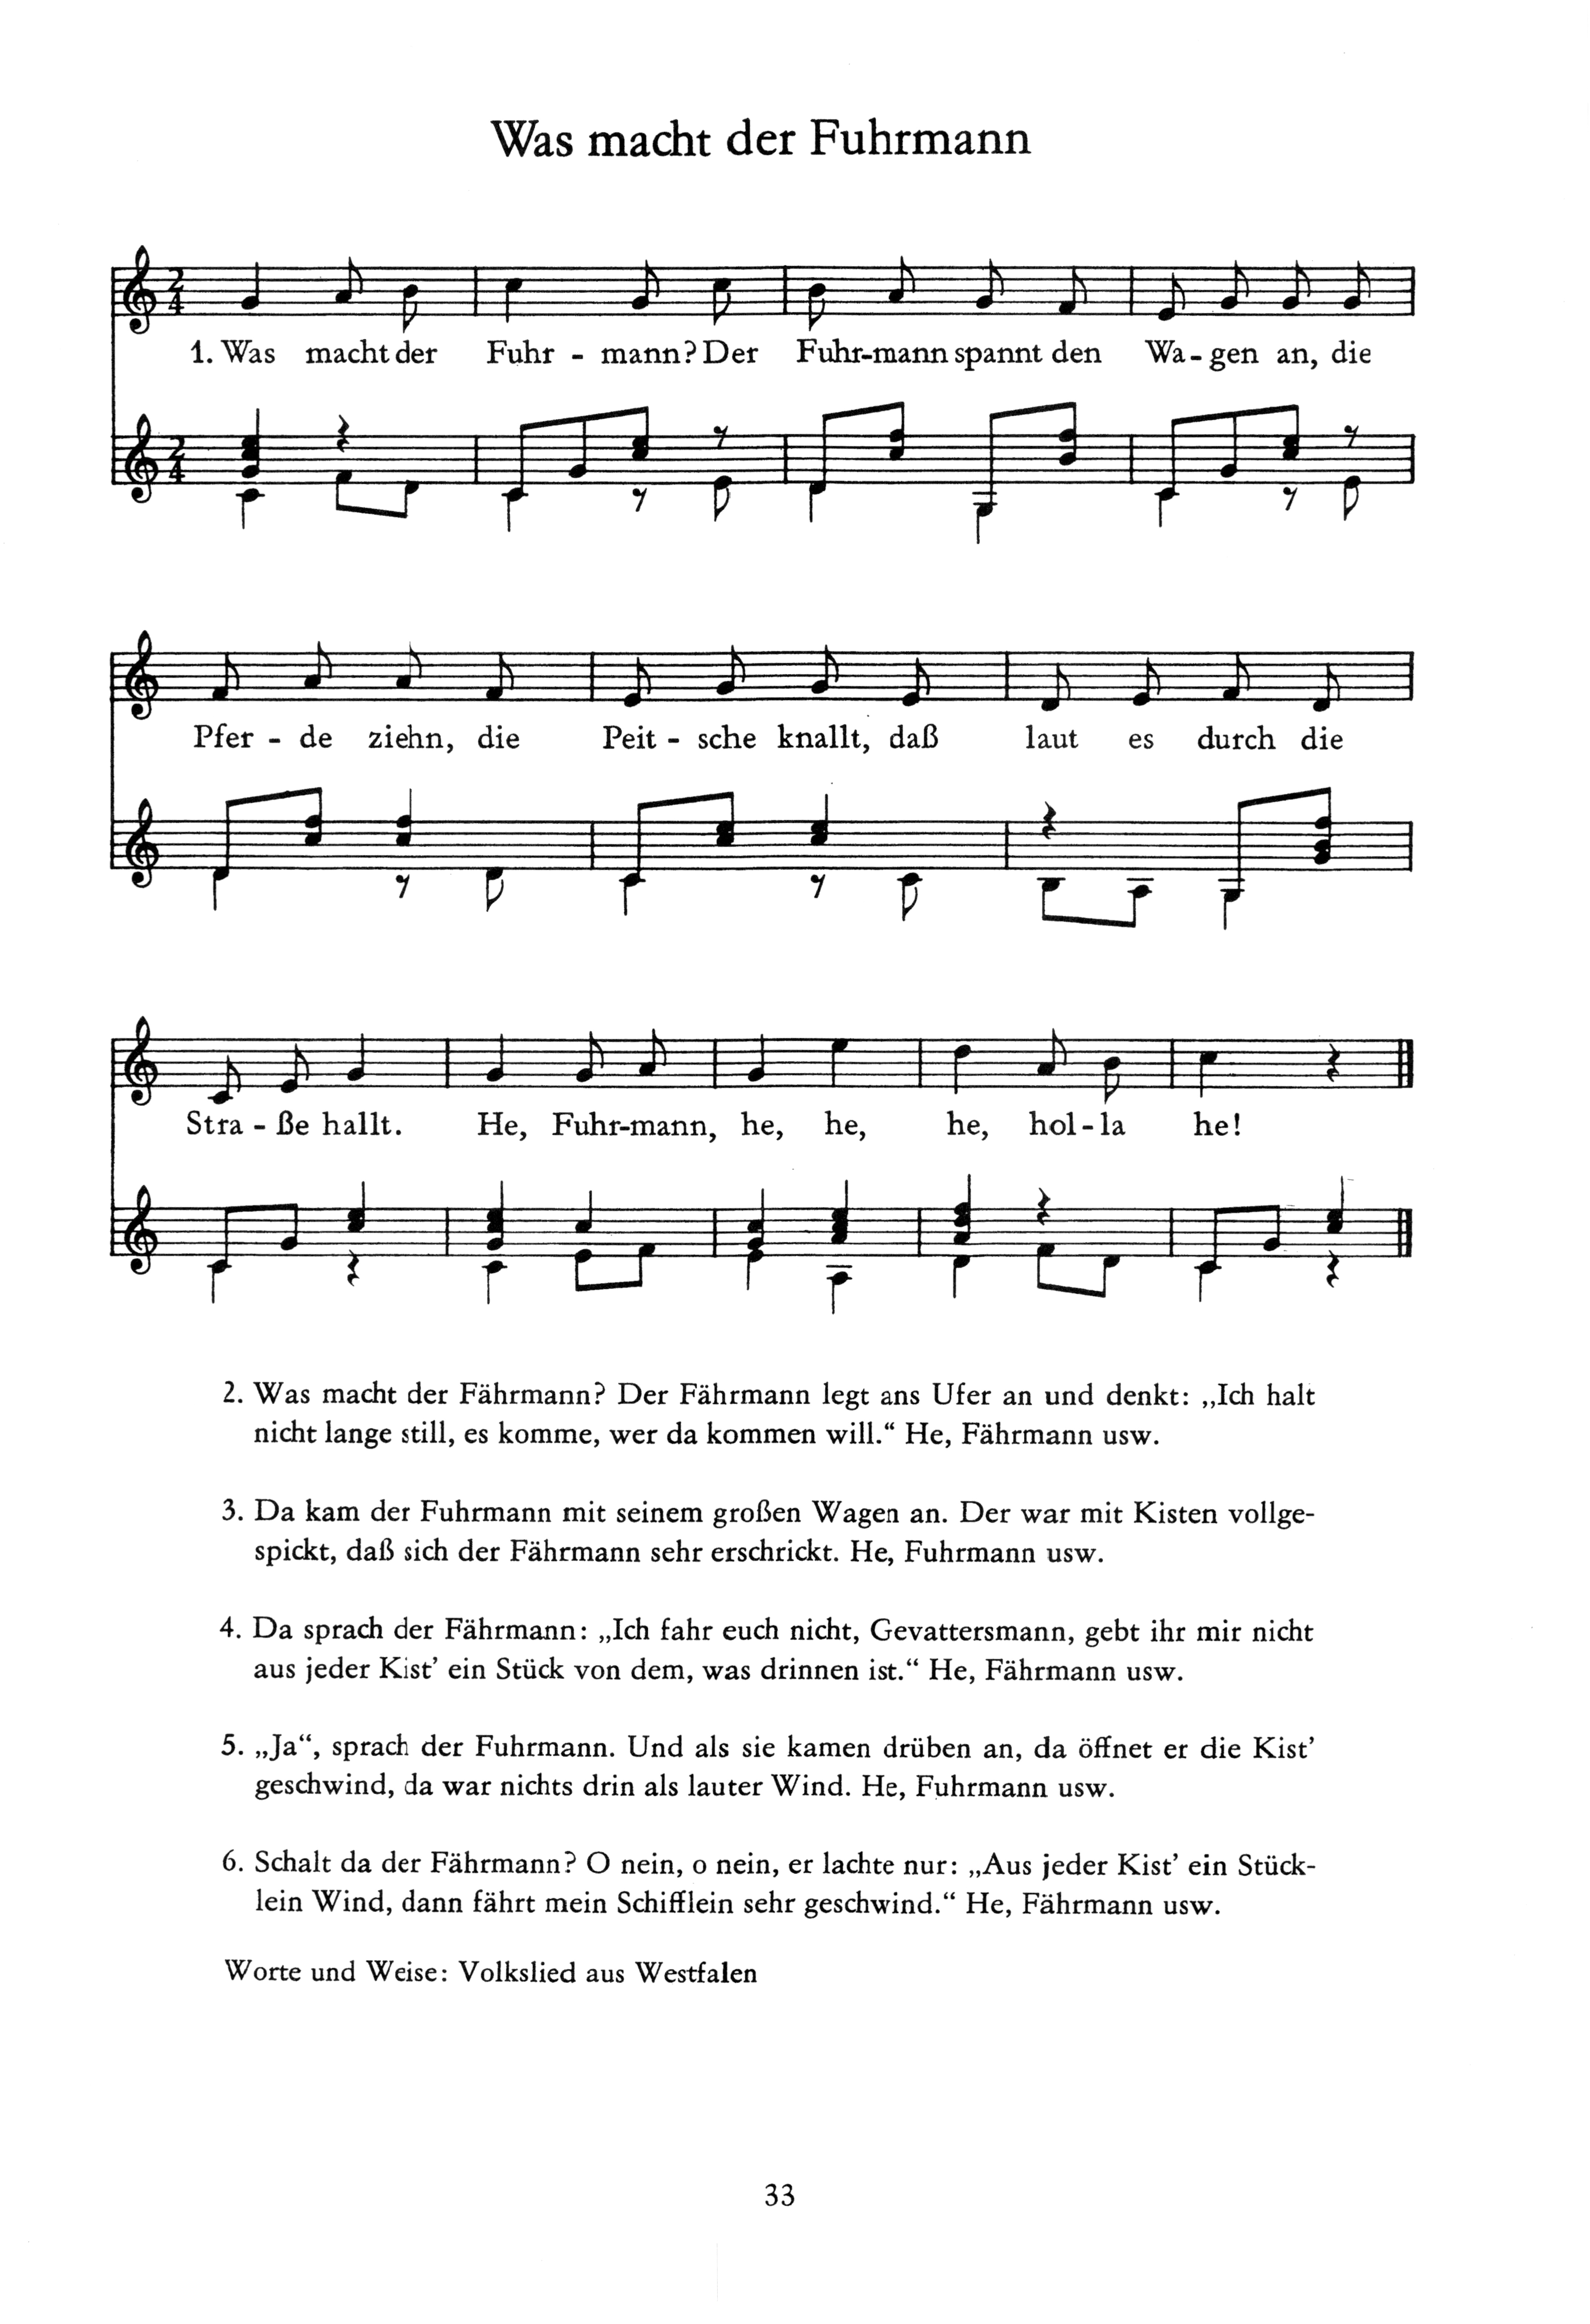 Was macht der Fuhrmann
1. Was macht der Fuhr - mann? Der Fuhr-mann spannt den Wa - gen an, die
Pfer - de ziehn, die Peit - sche knallt, daß laut es durch die
Stra - ße hallt. He, Fuhr-mann, he, he, he, hol - la he!
2. Was macht der Fährmann? Der Fährmann legt ans Ufer an und denkt: „Ich halt
nicht lange still, es komme, wer da kommen will.“ He, Fährmann usw.
3. Da kam der Fuhrmann mit seinem großen Wagen an. Der war mit Kisten vollge-
spickt, daß sich der Fährmann sehr erschrickt. He, Fuhrmann usw.
4. Da sprach der Fährmann: „Ich fahr euch nicht, Gevattersmann, gebt ihr mir nicht
aus jeder Kist’ ein Stück von dem, was drinnen ist.“ He, Fährmann usw.
5. „Ja“, sprach der Fuhrmann. Und als sie kamen drüben an, da öffnet er die Kist’
geschwind, da war nichts drin als lauter Wind. He, Fuhrmann usw.
6. Schalt da der Fährmann? O nein, o nein, er lachte nur: „Aus jeder Kist’ ein Stück-
lein Wind, dann fährt mein Schifflein sehr geschwind.“ He, Fährmann usw.
Worte und Weise: Volkslied aus Westfalen
33